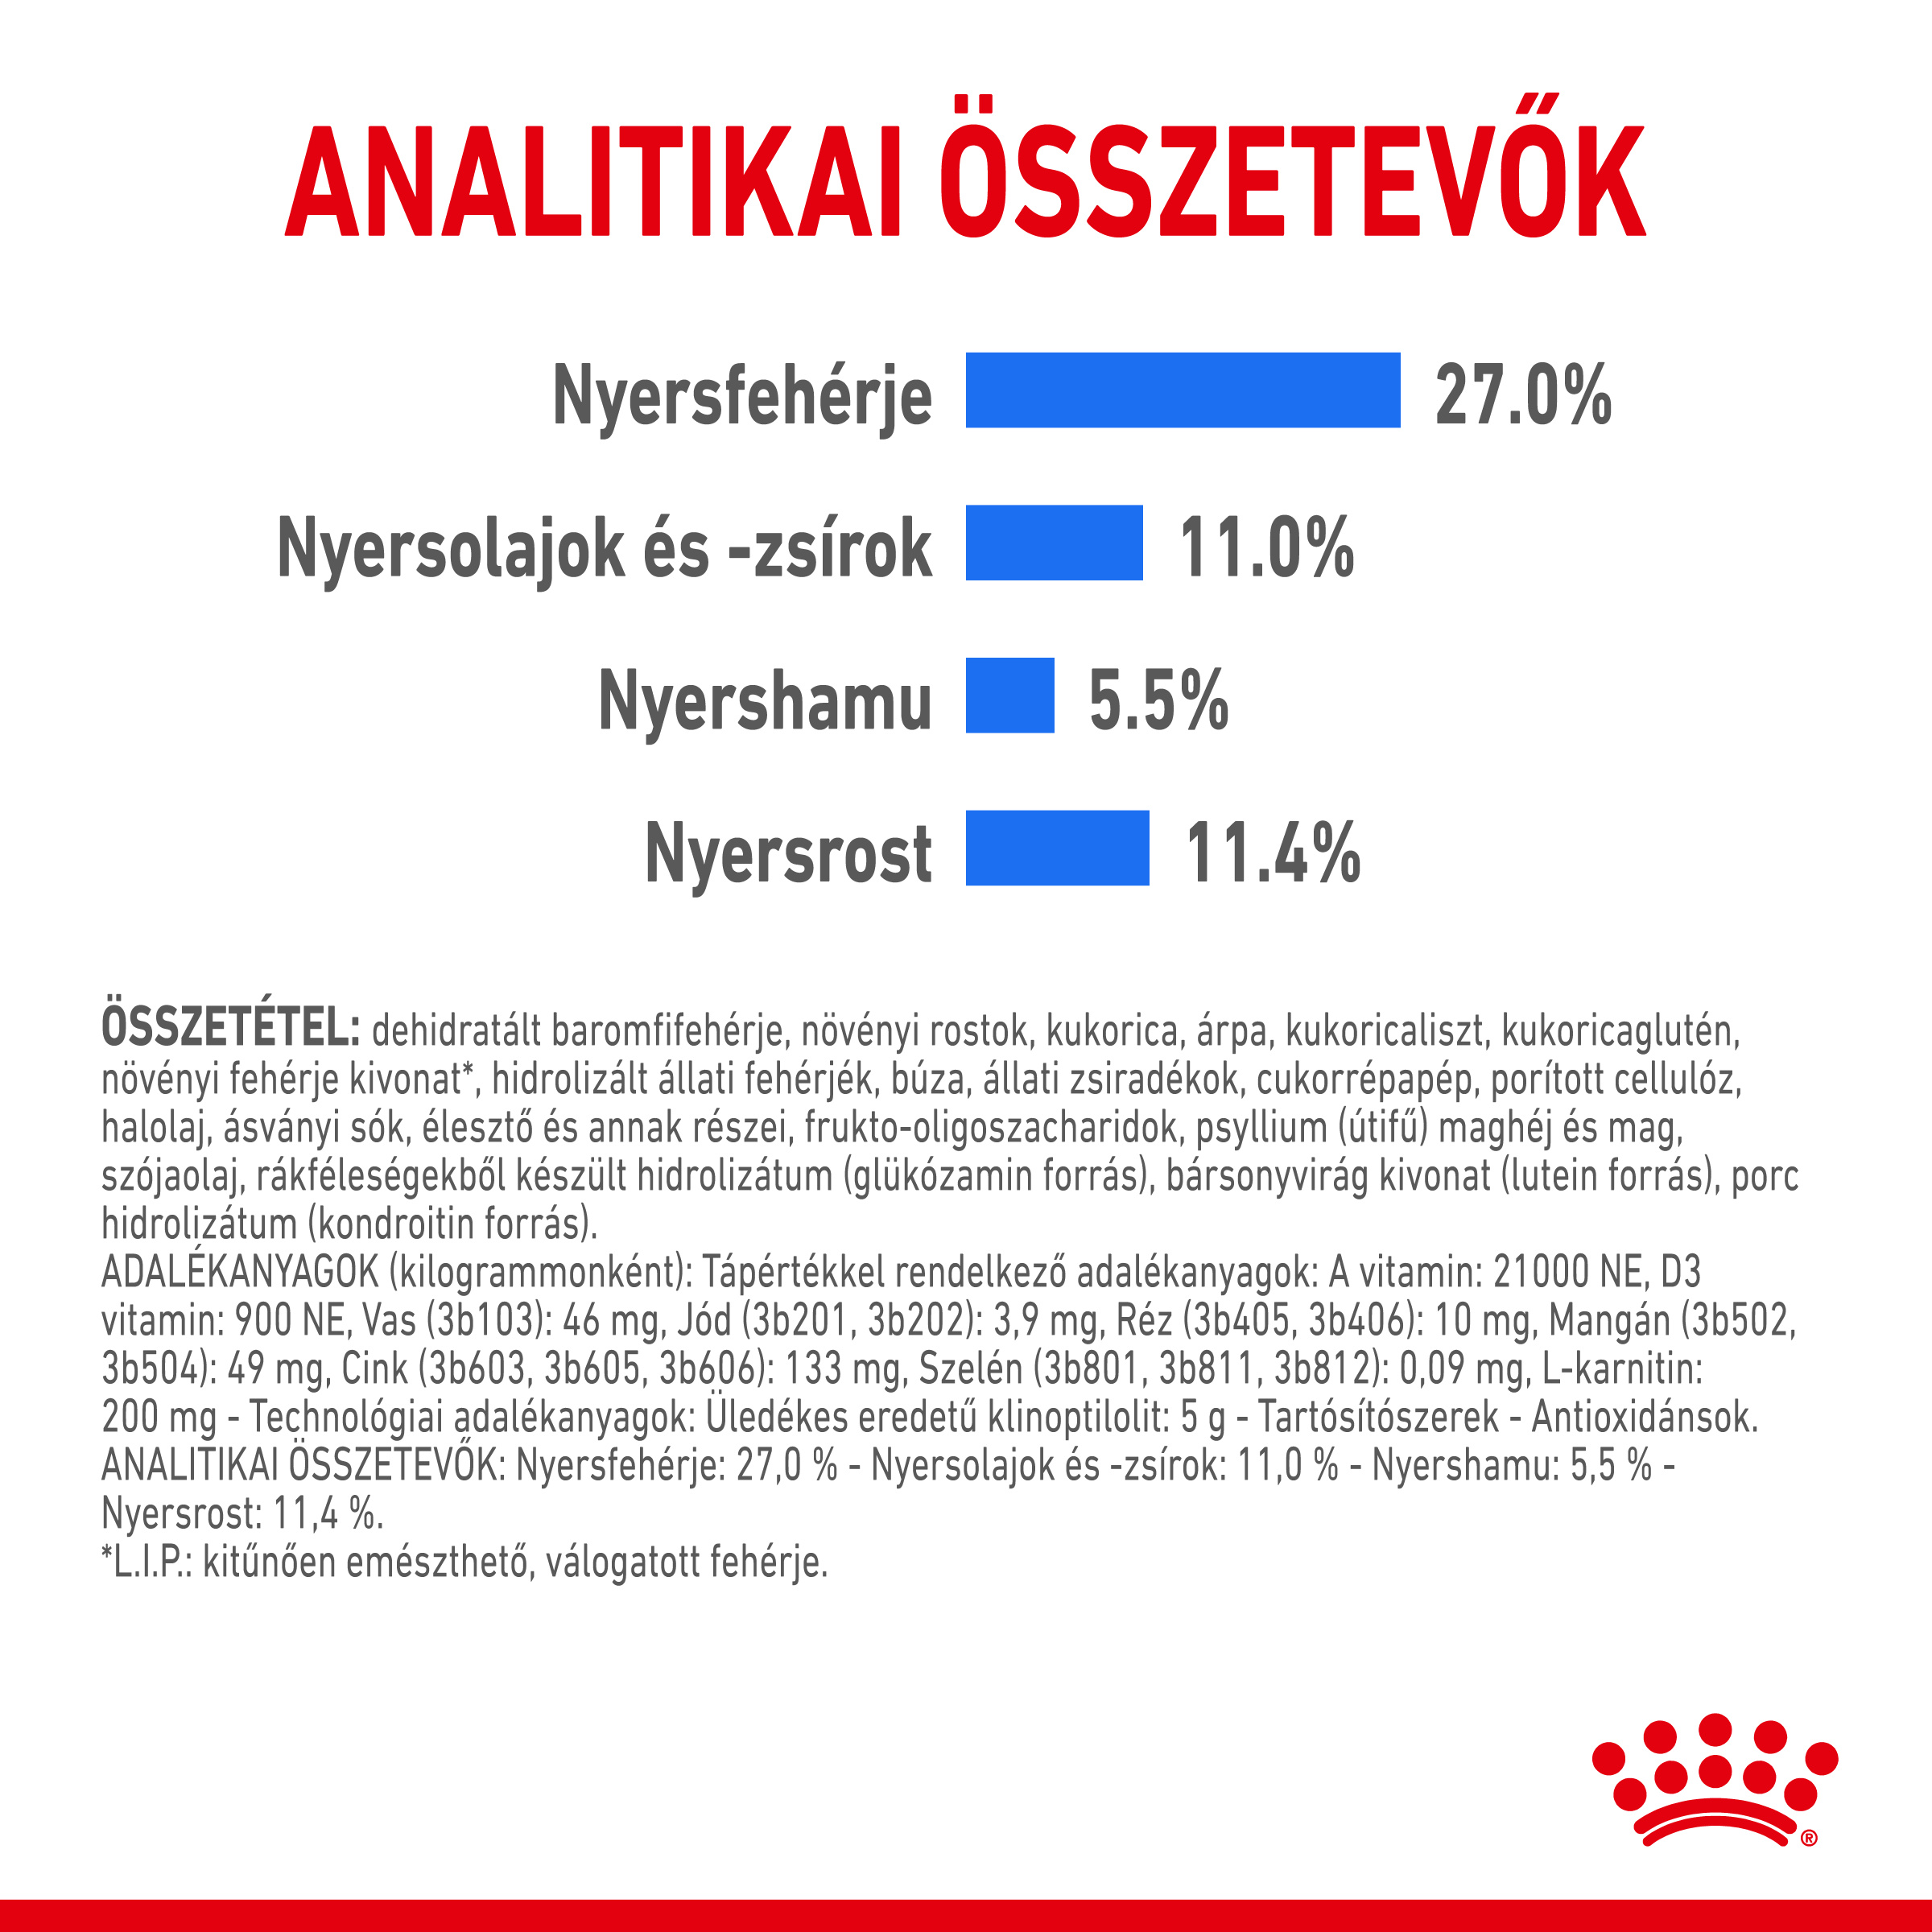 ANALITIKAI ÖSSZETEVŐK
Nyersfehérje 27.0%
Nyersolajok és -zsírok 11.0%
Nyershamu 5.5%
Nyersrost 11.4%
ÖSSZETÉTEL: dehidratált baromfifehérje, növényi rostok, kukorica, árpa, kukoricaliszt, kukoricaglutén,
növényi fehérje kivonat*, hidrolizált állati fehérjék, búza, állati zsiradékok, cukorrépapép, porított cellulóz,
halolaj, ásványi sók, élesztő és annak részei, frukto-oligoszacharidok, psyllium (útifű) maghéj és mag,
szójaolaj, rákféleségekből készült hidrolizátum (glükózamin forrás), bársonyvirág kivonat (lutein forrás), porc
hidrolizátum (kondroitin forrás).
ADALÉKANYAGOK (kilogrammonként): Tápértékkel rendelkező adalékanyagok: A vitamin: 21000 NE, D3
vitamin: 900 NE, Vas (3b103): 46 mg, Jód (3b201, 3b202): 3,9 mg, Réz (3b405, 3b406): 10 mg, Mangán (3b502,
3b504): 49 mg, Cink (3b603, 3b605, 3b606): 133 mg, Szelén (3b801, 3b811, 3b812): 0,09 mg, L-karnitin:
200 mg - Technológiai adalékanyagok: Üledékes eredetű klinoptilolit: 5 g - Tartósítószerek - Antioxidánsok.
ANALITIKAI ÖSSZETEVŐK: Nyersfehérje: 27,0 % - Nyersolajok és -zsírok: 11,0 % - Nyershamu: 5,5 % -
Nyersrost: 11,4 %.
*L.I.P.: kitűnően emészthető, válogatott fehérje.
®